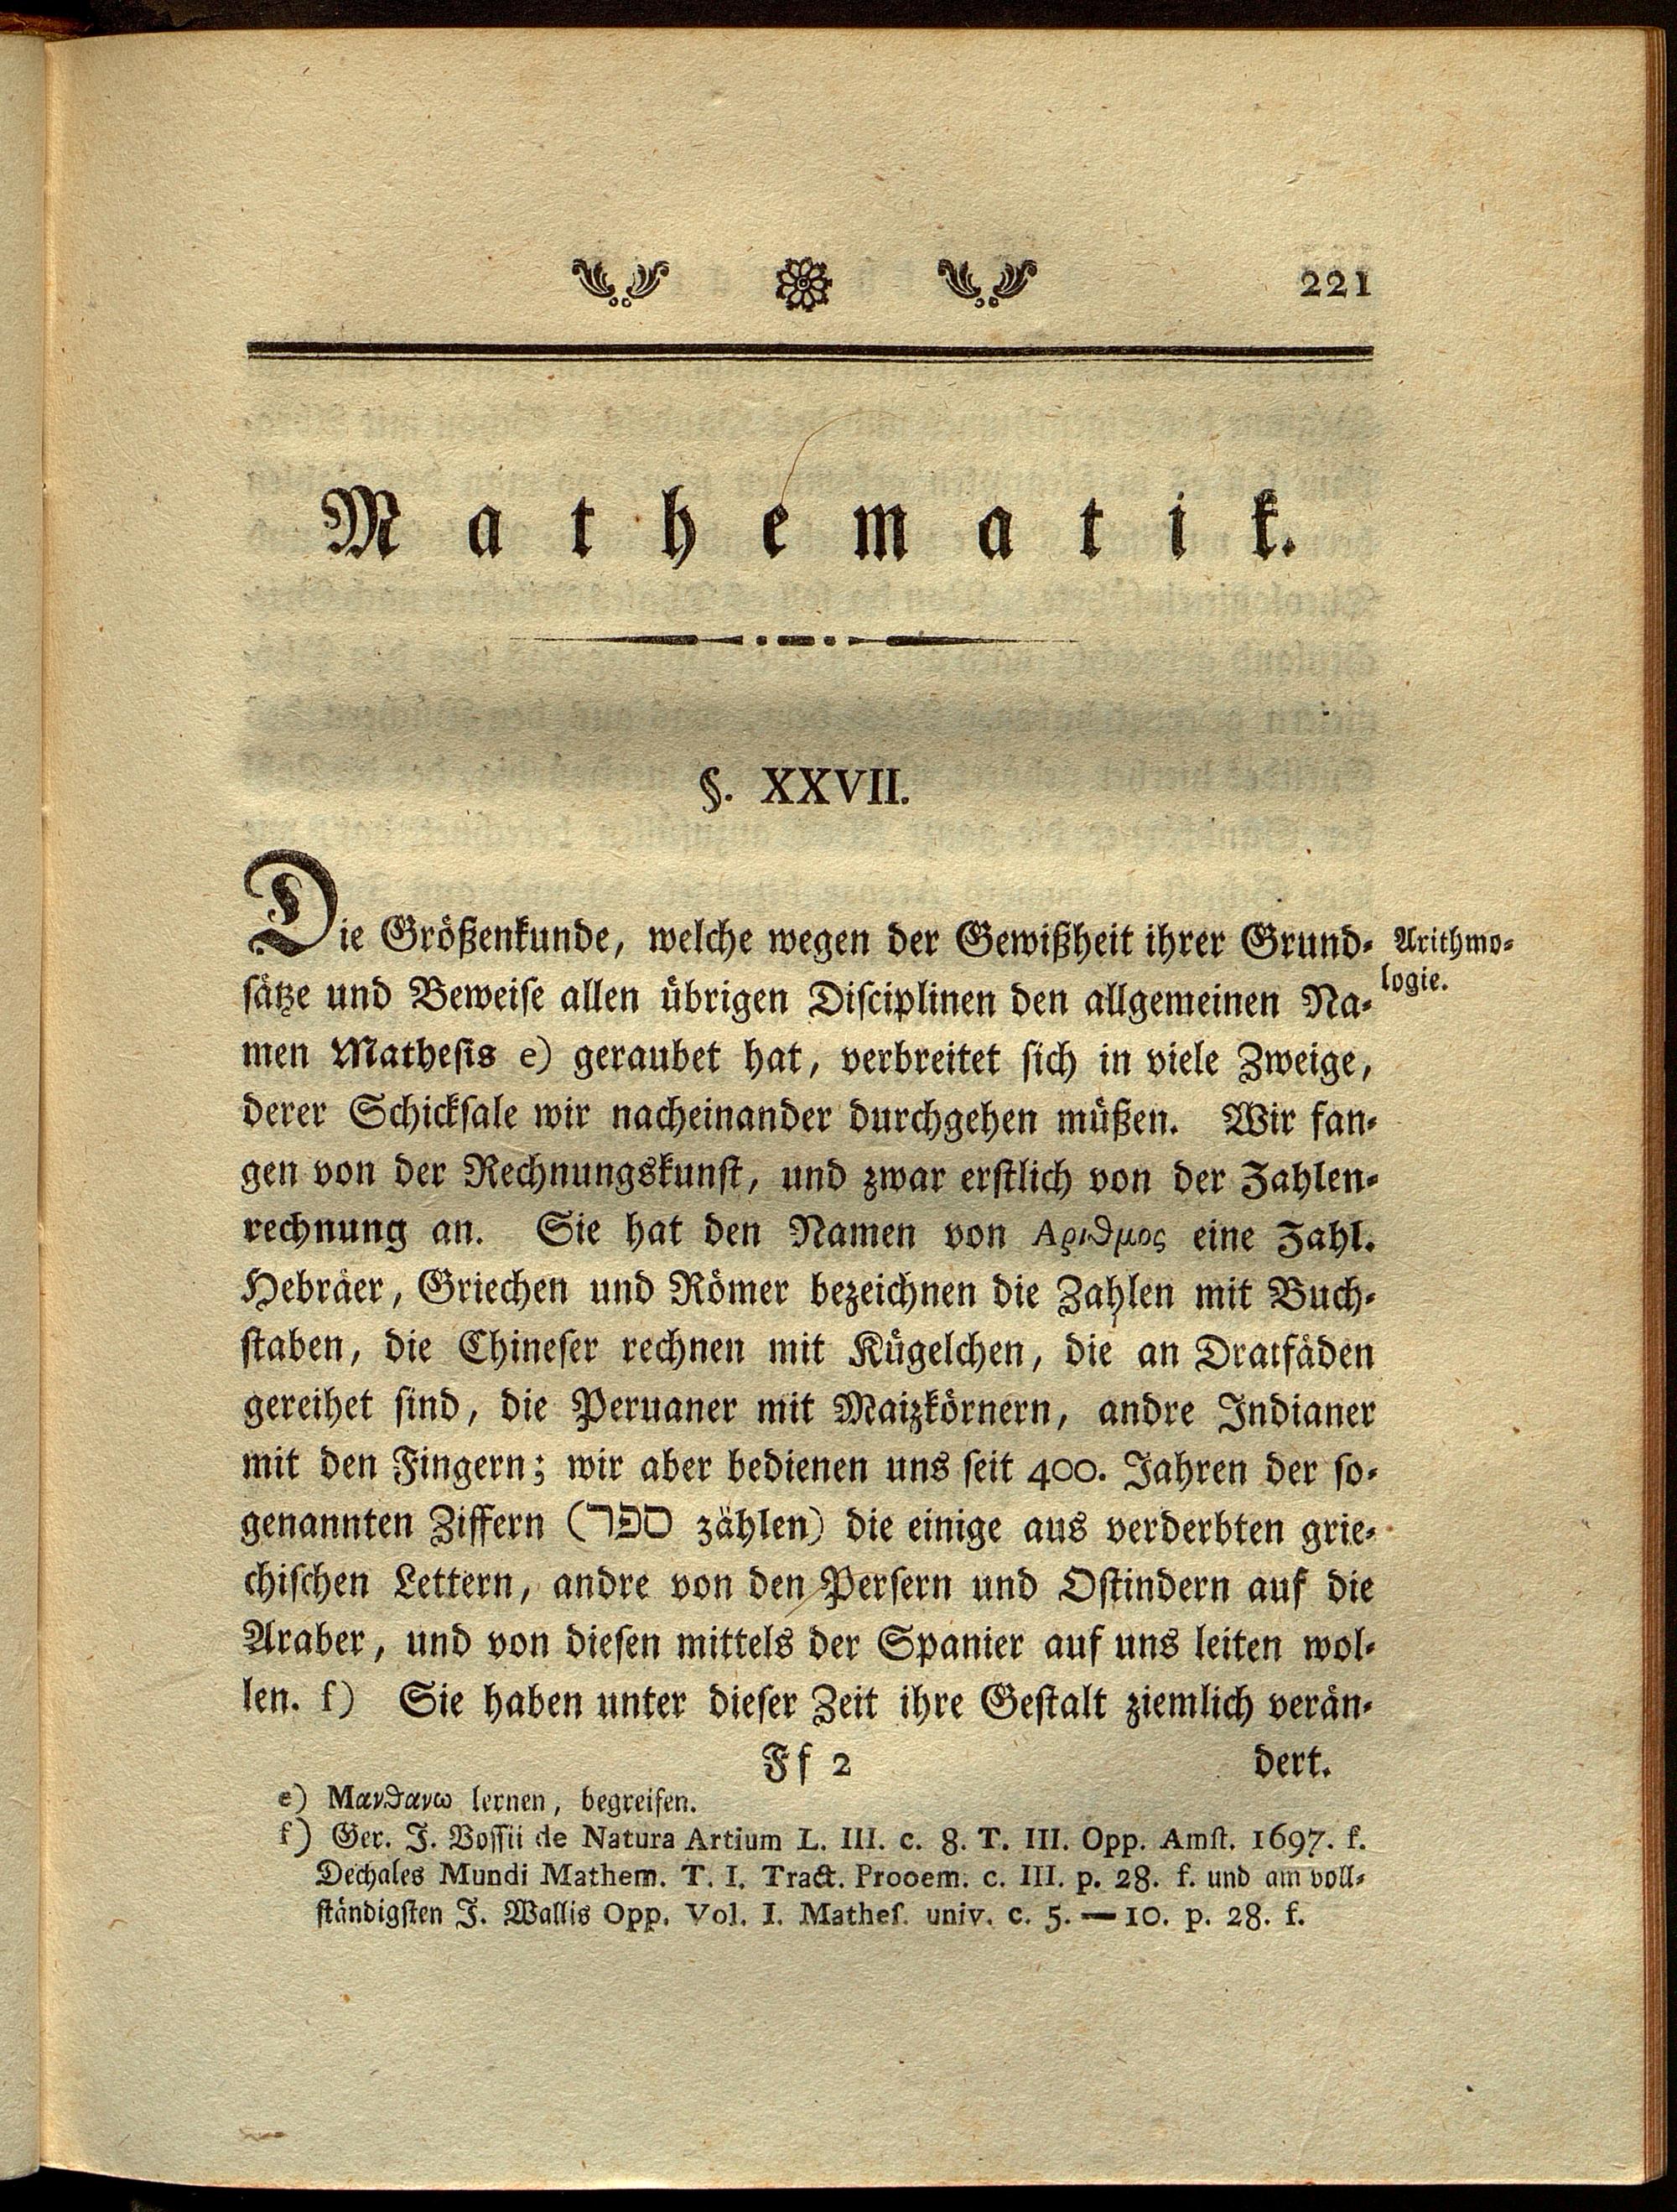 221
Mathematik.
§. XXVII.
Die Größenkunde, welche wegen der Gewißheit ihrer Grund-
Arithmo-
logie.
sätze und Beweise allen übrigen Disciplinen den allgemeinen Na-
men Mathesis e) geraubet hat, verbreitet sich in viele Zweige,
derer Schicksale wir nacheinander durchgehen müßen. Wir fan-
gen von der Rechnungskunst, und zwar erstlich von der Zahlen-
rechnung an. Sie hat den Namen von Αριθμος eine Zahl.
Hebräer, Griechen und Römer bezeichnen die Zahlen mit Buch-
staben, die Chineser rechnen mit Kügelchen, die an Dratfäden
gereihet sind, die Peruaner mit Maizkörnern, andre Indianer
mit den Fingern; wir aber bedienen uns seit 400. Jahren der so-
genannten Ziffern (ספר zählen) die einige aus verderbten grie-
chischen Lettern, andre von den Persern und Ostindern auf die
Araber, und von diesen mittels der Spanier auf uns leiten wol-
len. f) Sie haben unter dieser Zeit ihre Gestalt ziemlich verän-
Ff 2 dert.
e) Μανθανω lernen, begreifen.
f) Ger. J. Vossii de Natura Artium L. III. c. 8. T. III. Opp. Amst. 1697. f.
Dechales Mundi Mathem. T. I. Tract. Prooem. c. III. p. 28. f. und am voll-
ständigsten J. Wallis Opp. Vol. I. Mathes. univ. c. 5. — 10. p. 28. f.